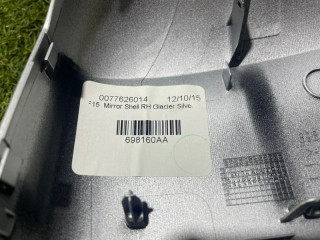 0077626014 12/10/15
F15 Mirror Shell RH Glacier Silve.
698160AA